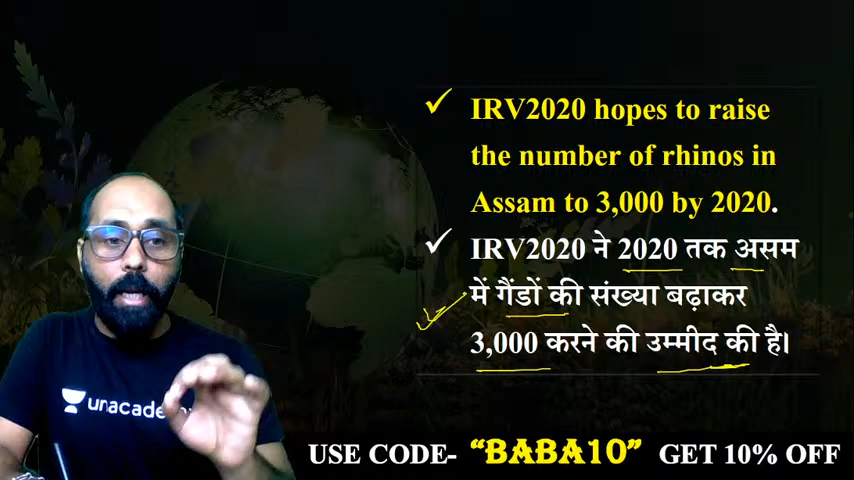 IRV2020 hopes to raise
the number of rhinos in
Assam to 3,000 by 2020.
IRV2020 ने 2020 तक असम
में गैंडों की संख्या बढ़ाकर
3,000 करने की उम्मीद की है।
unacade
USE CODE- “BABA10” GET 10% OFF